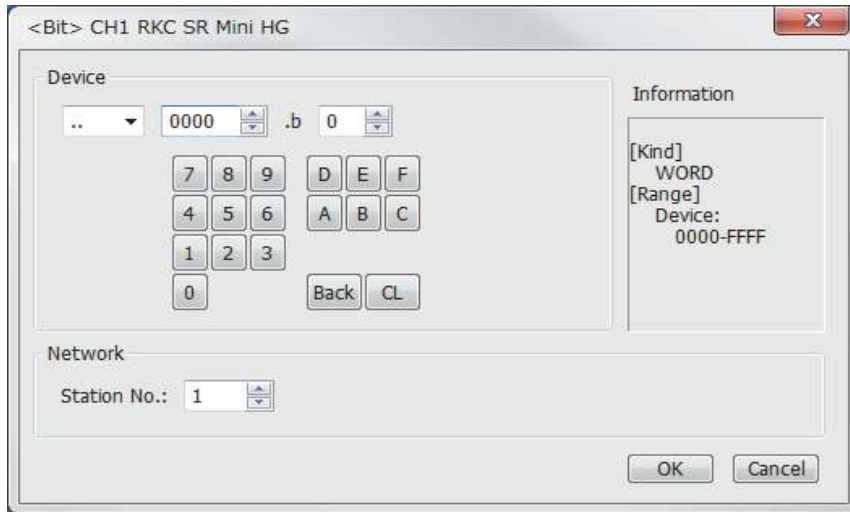 <Bit> CH1 RKC SR Mini HG
Device
.. 0000 .b 0
7 8 9 D E F
4 5 6 A B C
1 2 3
0 Back CL
Information
[Kind]
WORD
[Range]
Device:
0000-FFFF
Network
Station No.: 1
OK Cancel